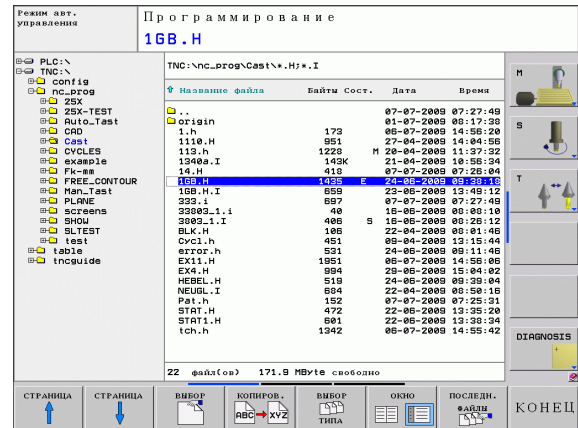 Режим авт.
управления
Программирование
1GB.H
PLC:\
TNC:\
config
nc_prog
25X
25X-TEST
Auto_Tast
CAD
Cast
CYCLES
example
Fk-mm
FREE_CONTOUR
Man_Tast
PLANE
screens
SHOW
SLTEST
test
table
tncguide
TNC:\nc_prog\Cast\*.H;*.I
Название файла Байты Сост. Дата Время
.. 07-07-2009 07:27:49
origin 01-07-2009 08:17:38
1.h 173 06-07-2009 14:56:20
1110.H 951 27-04-2009 14:04:56
113.h 1228 M 20-04-2009 11:37:32
1340a.I 143K 21-04-2009 10:56:34
14.H 418 07-07-2009 07:26:04
1GB.H 1435 E 24-06-2009 09:38:18
1GB.H.I 659 23-06-2009 13:49:12
333.i 697 07-07-2009 07:27:49
33803_1.i 40 16-06-2009 08:08:10
3803_1.I 406 S 16-06-2009 08:26:12
BLK.H 106 22-04-2009 08:01:46
Cycl.h 451 09-04-2009 13:15:44
error.h 531 24-06-2009 09:11:46
EX11.H 1951 06-07-2009 14:56:06
EX4.H 994 29-06-2009 15:04:02
HEBEL.H 519 24-06-2009 09:39:04
NEUGL.I 684 22-04-2009 08:50:16
Pat.h 152 07-07-2009 07:25:31
STAT.H 472 22-06-2009 13:35:20
STAT1.H 601 22-06-2009 13:38:34
tch.h 1342 06-07-2009 14:55:42
22 файл(ов) 171.9 MByte свободно
M
S
T
DIAGNOSIS
СТРАНИЦА
СТРАНИЦА
ВЫБОР
КОПИРОВ.
ABC XYZ
ВЫБОР
ТИПА
ОКНО
ПОСЛЕДН.
ФАЙЛЫ
КОНЕЦ